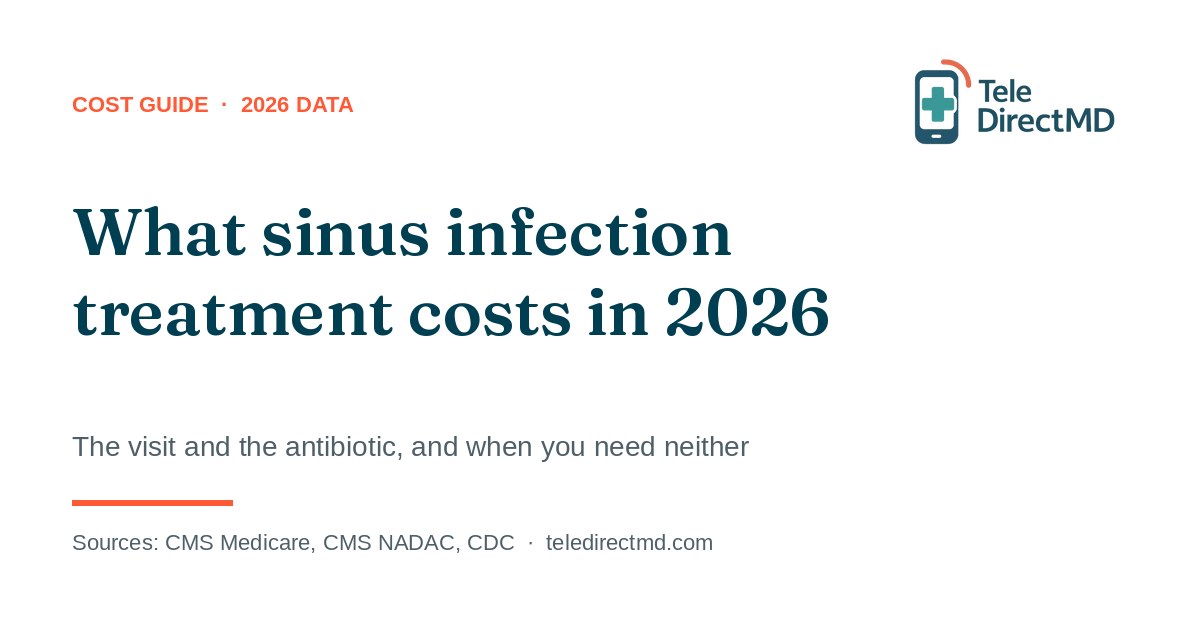 COST GUIDE · 2026 DATA
Tele
DirectMD
What sinus infection
treatment costs in 2026
The visit and the antibiotic, and when you need neither
Sources: CMS Medicare, CMS NADAC, CDC · teledirectmd.com